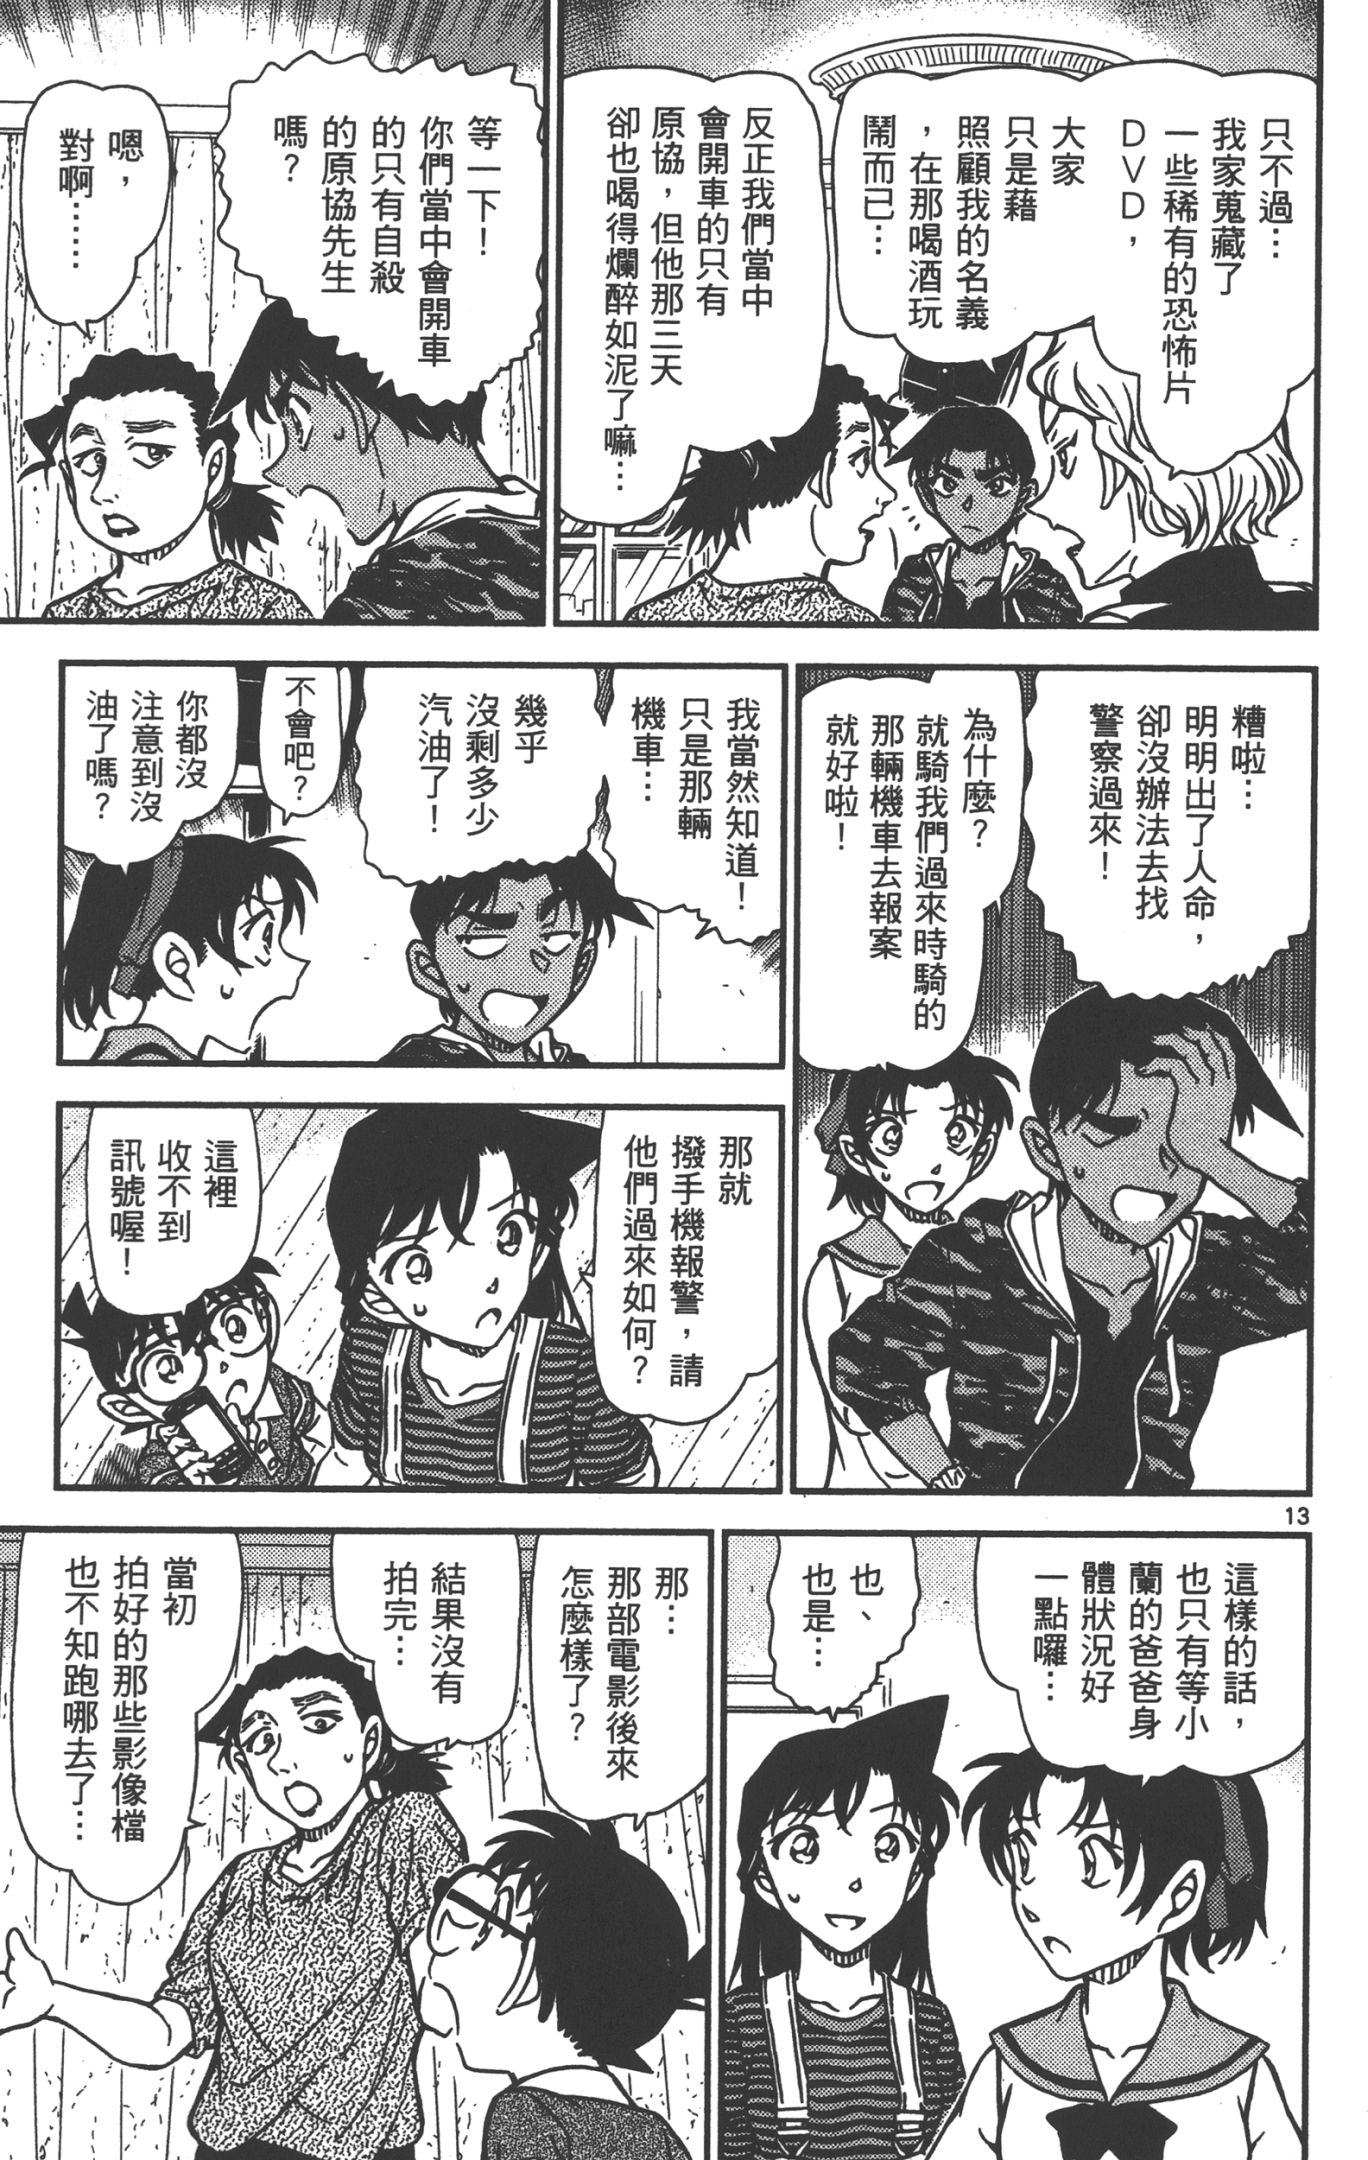 只不過…
我家蒐藏了
一些稀有的恐怖片
DVD，
大家
只是藉
照顧我的名義
，在那喝酒玩
鬧而已…
反正我們當中
會開車的只有
原協，但他那三天
卻也喝得爛醉如泥了嘛…
等一下！
你們當中會開車
的只有自殺
的原協先生
嗎？
嗯，
對啊……
糟啦…
明明出了人命，
卻沒辦法去找
警察過來！
為什麼？
就騎我們過來時騎的
那輛機車去報案
就好啦！
我當然知道！
只是那輛
機車…
幾乎
沒剩多少
汽油了！
不會吧？
你都沒
注意到沒
油了嗎？
那就
撥手機報警，請
他們過來如何？
這裡
收不到
訊號喔！
13
這樣的話，
也只有等小
蘭的爸爸身
體狀況好
一點囉…
也、
也是…
那…
那部電影後來
怎麼樣了？
結果沒有
拍完…
當初
拍好的那些影像檔
也不知跑哪去了…